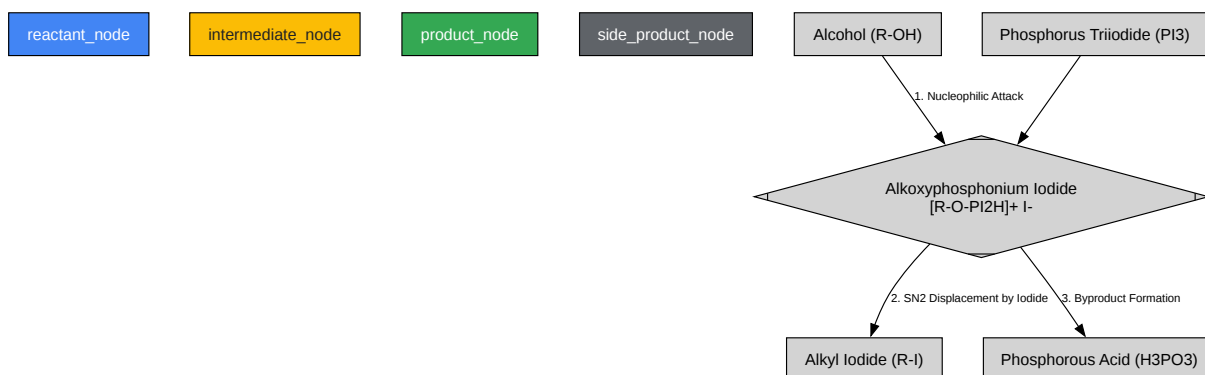 reactant_node
intermediate_node
product_node
side_product_node
Alcohol (R-OH)
Phosphorus Triiodide (PI3)
1. Nucleophilic Attack
Alkoxyphosphonium Iodide
[R-O-PI2H]+ I-
2. SN2 Displacement by Iodide
3. Byproduct Formation
Alkyl Iodide (R-I)
Phosphorous Acid (H3PO3)